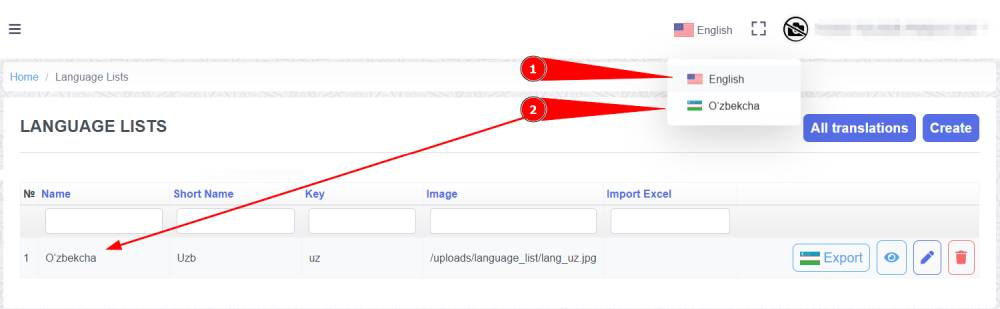 English
1
Home / Language Lists
English
2
O'zbekcha
LANGUAGE LISTS
All translations
Create
№ Name Short Name Key Image Import Excel
1 O'zbekcha Uzb uz /uploads/language_list/lang_uz.jpg Export